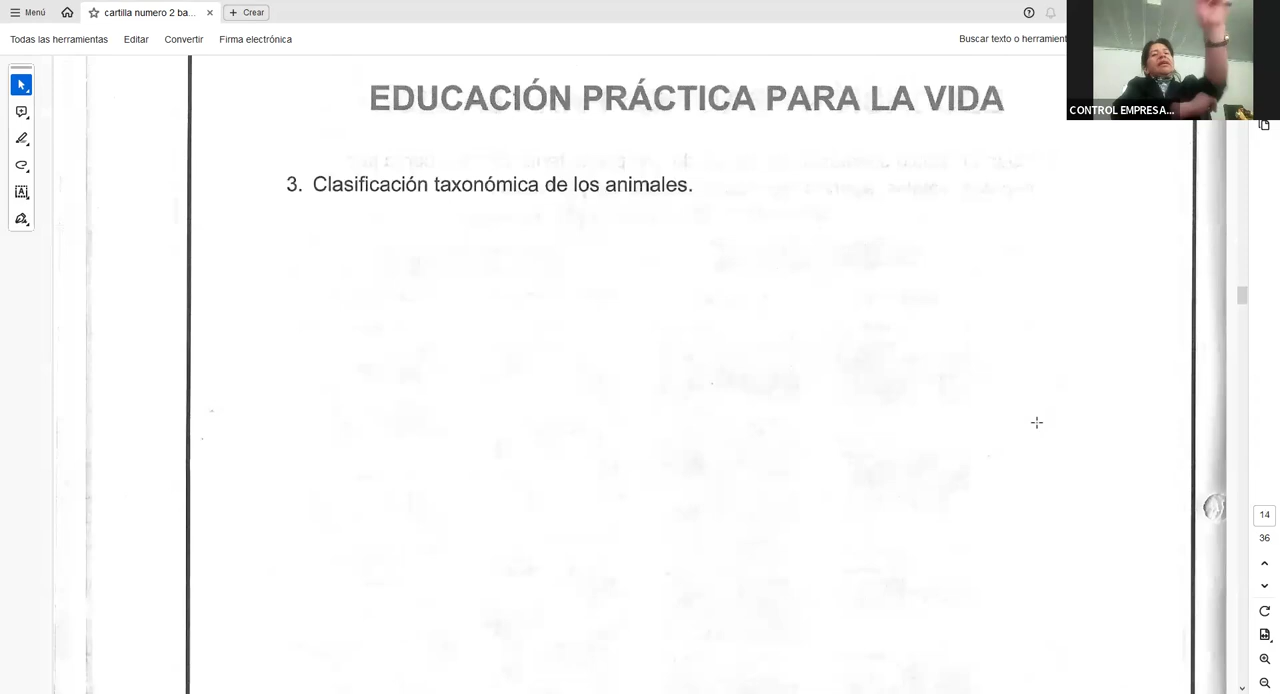 Menú
cartilla numero 2 ba...
Crear
Todas las herramientas
Editar
Convertir
Firma electrónica
Buscar texto o herramient
CONTROL EMPRESA...
EDUCACIÓN PRÁCTICA PARA LA VIDA
3. Clasificación taxonómica de los animales.
14
36